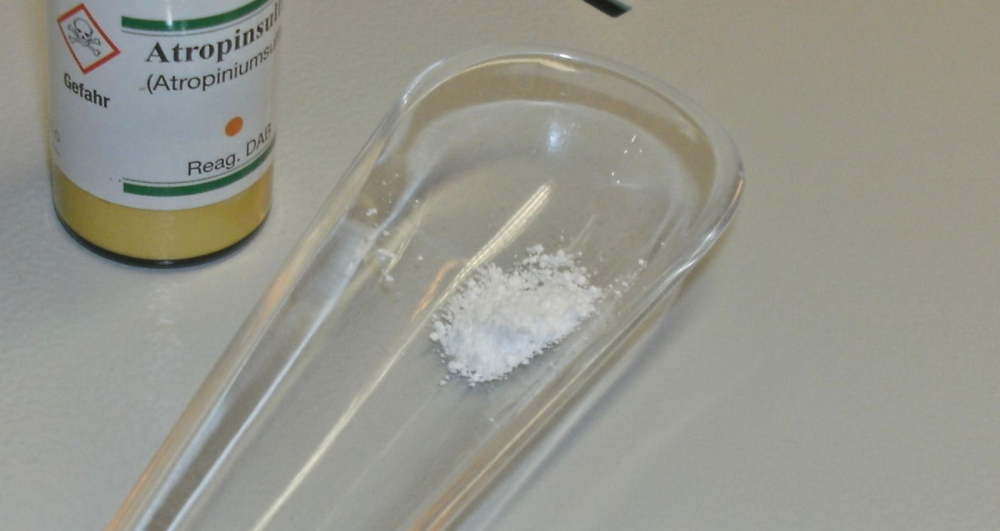 Atropinsul
(Atropiniumsu
Gefahr
Reag. DAB